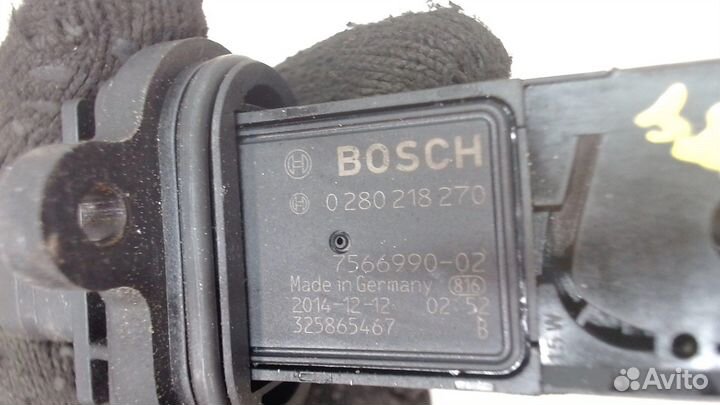 BOSCH
0 280 218 270
7566990-02
Made in Germany 816
2014-12-12 02 52
325865467 B
Avito